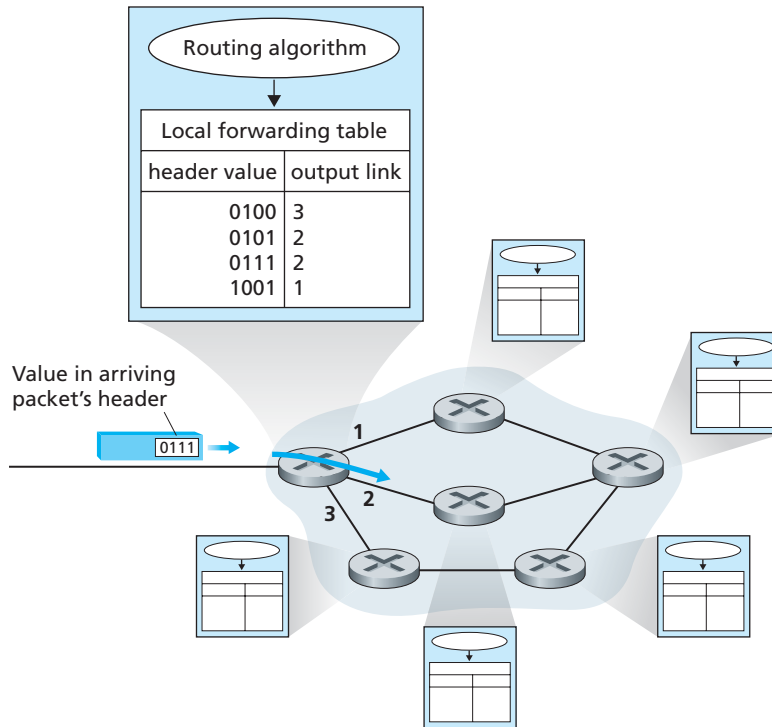 Routing algorithm
Local forwarding table
header value output link
0100 3
0101 2
0111 2
1001 1
Value in arriving
packet's header
0111
1
2
3